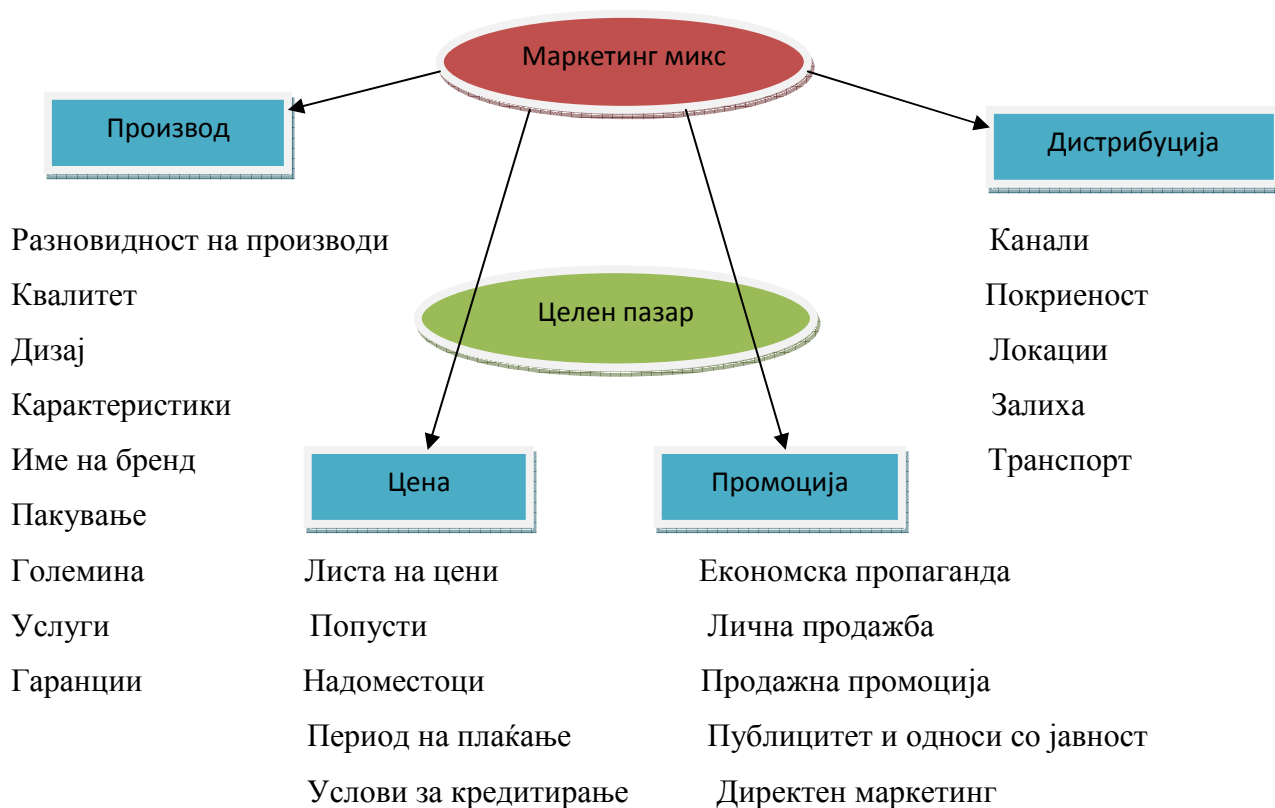 Маркетинг микс
Производ
Дистрибуција
Разновидност на производи
Канали
Квалитет
Покриеност
Целен пазар
Дизај
Локации
Карактеристики
Залиха
Име на бренд
Транспорт
Цена
Промоција
Пакување
Големина
Листа на цени
Економска пропаганда
Услуги
Попусти
Лична продажба
Гаранции
Надоместоци
Продажна промоција
Период на плаќање
Публицитет и односи со јавност
Услови за кредитирање
Директен маркетинг